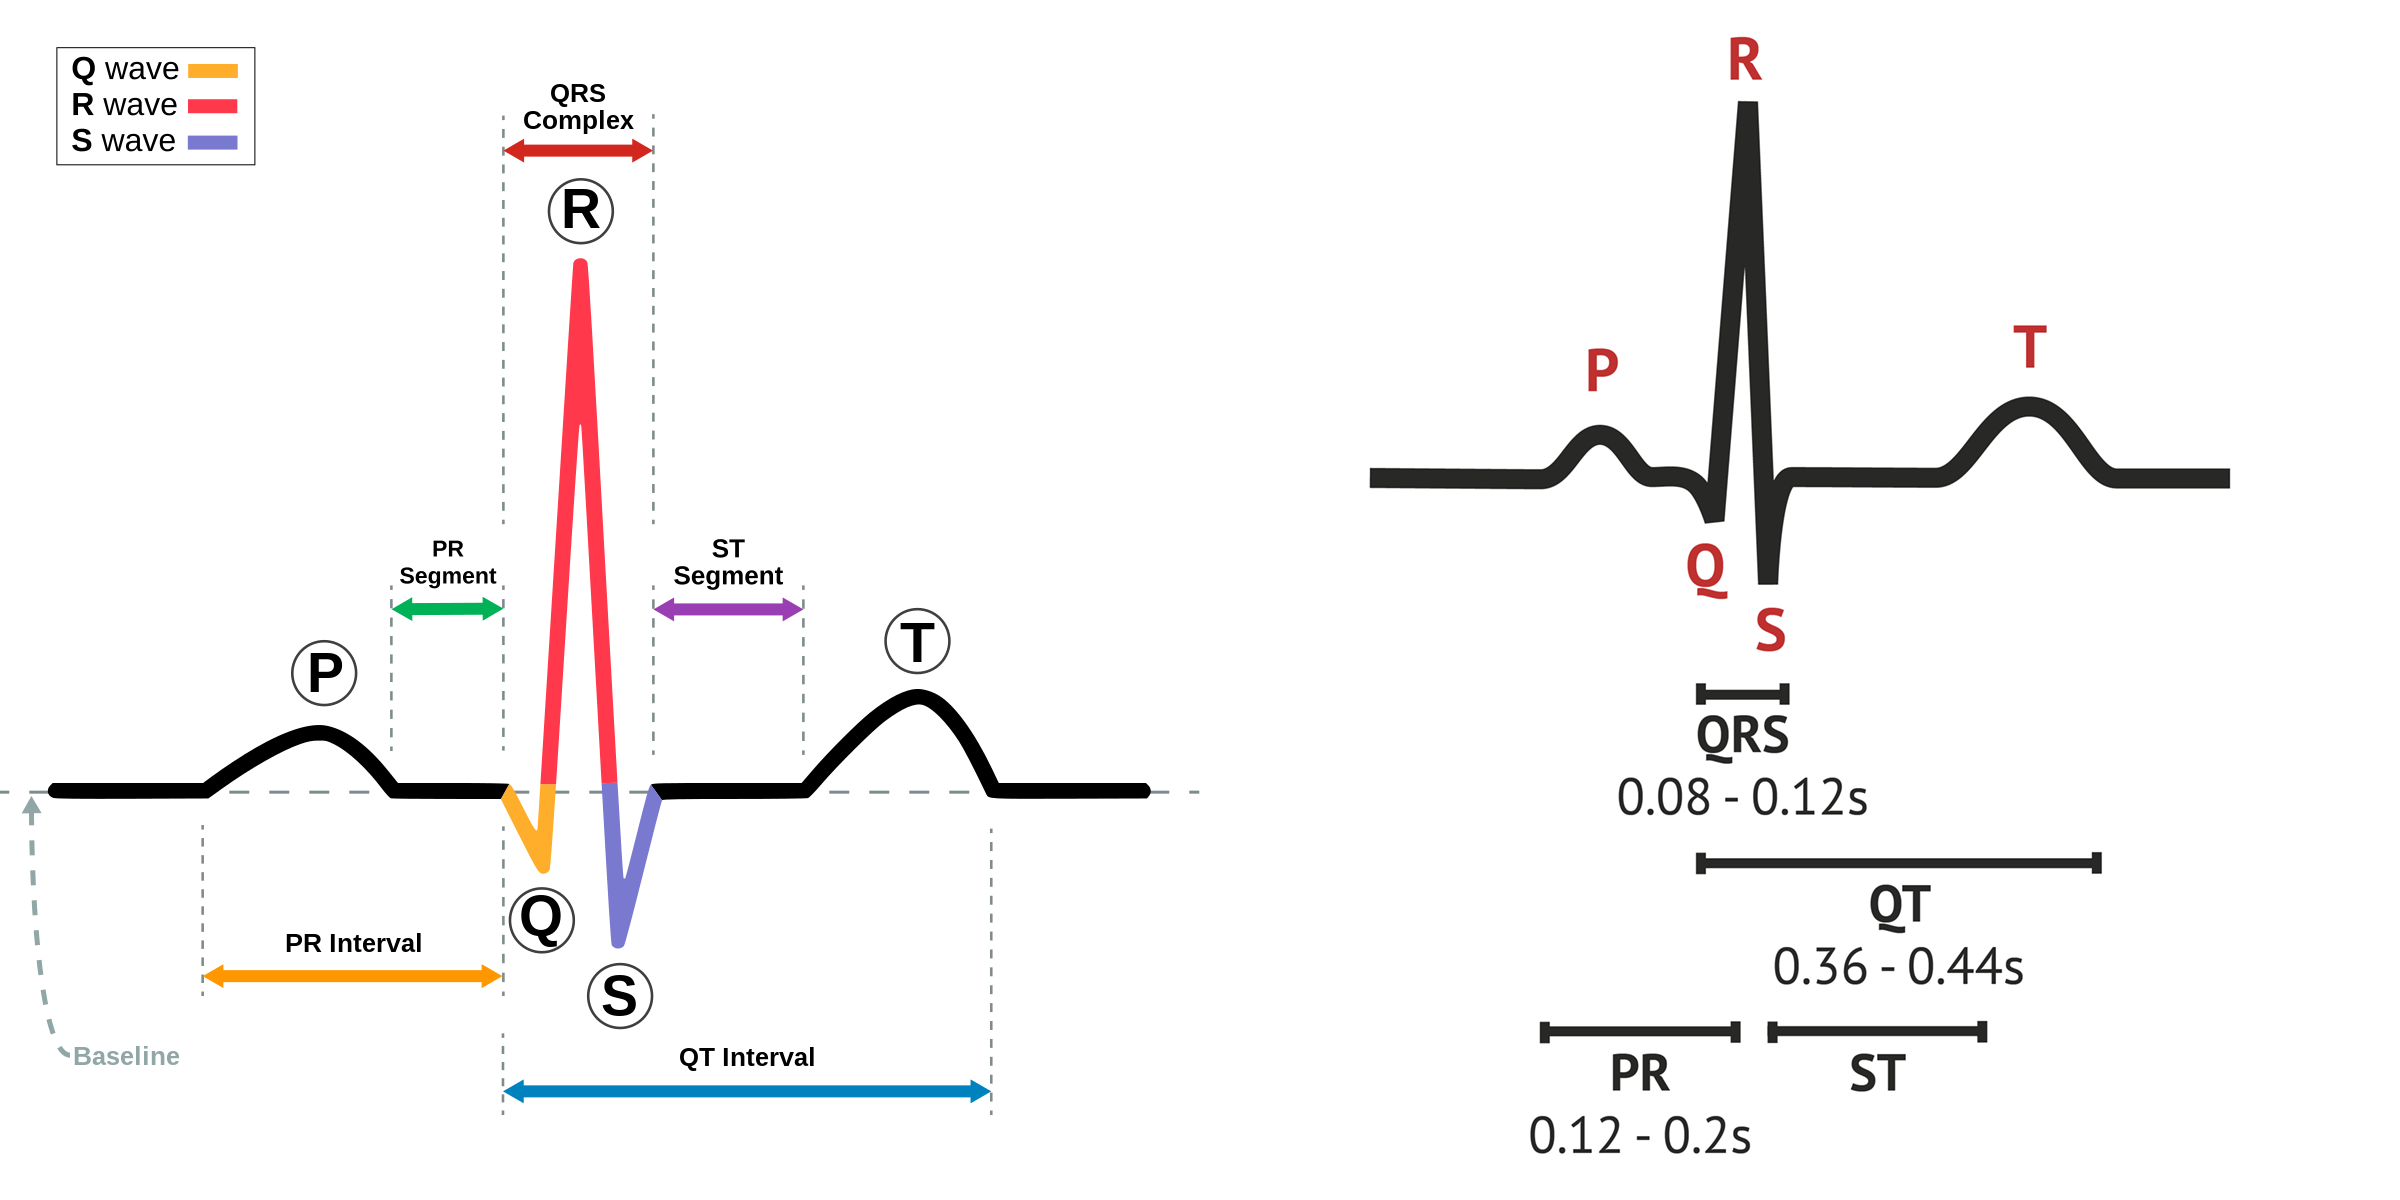 Q wave
R wave
S wave
QRS
Complex
R
PR
Segment
ST
Segment
P
T
Q
PR Interval
S
QT Interval
Baseline
R
P
T
Q
S
QRS
0.08 - 0.12s
QT
0.36 - 0.44s
PR
ST
0.12 - 0.2s